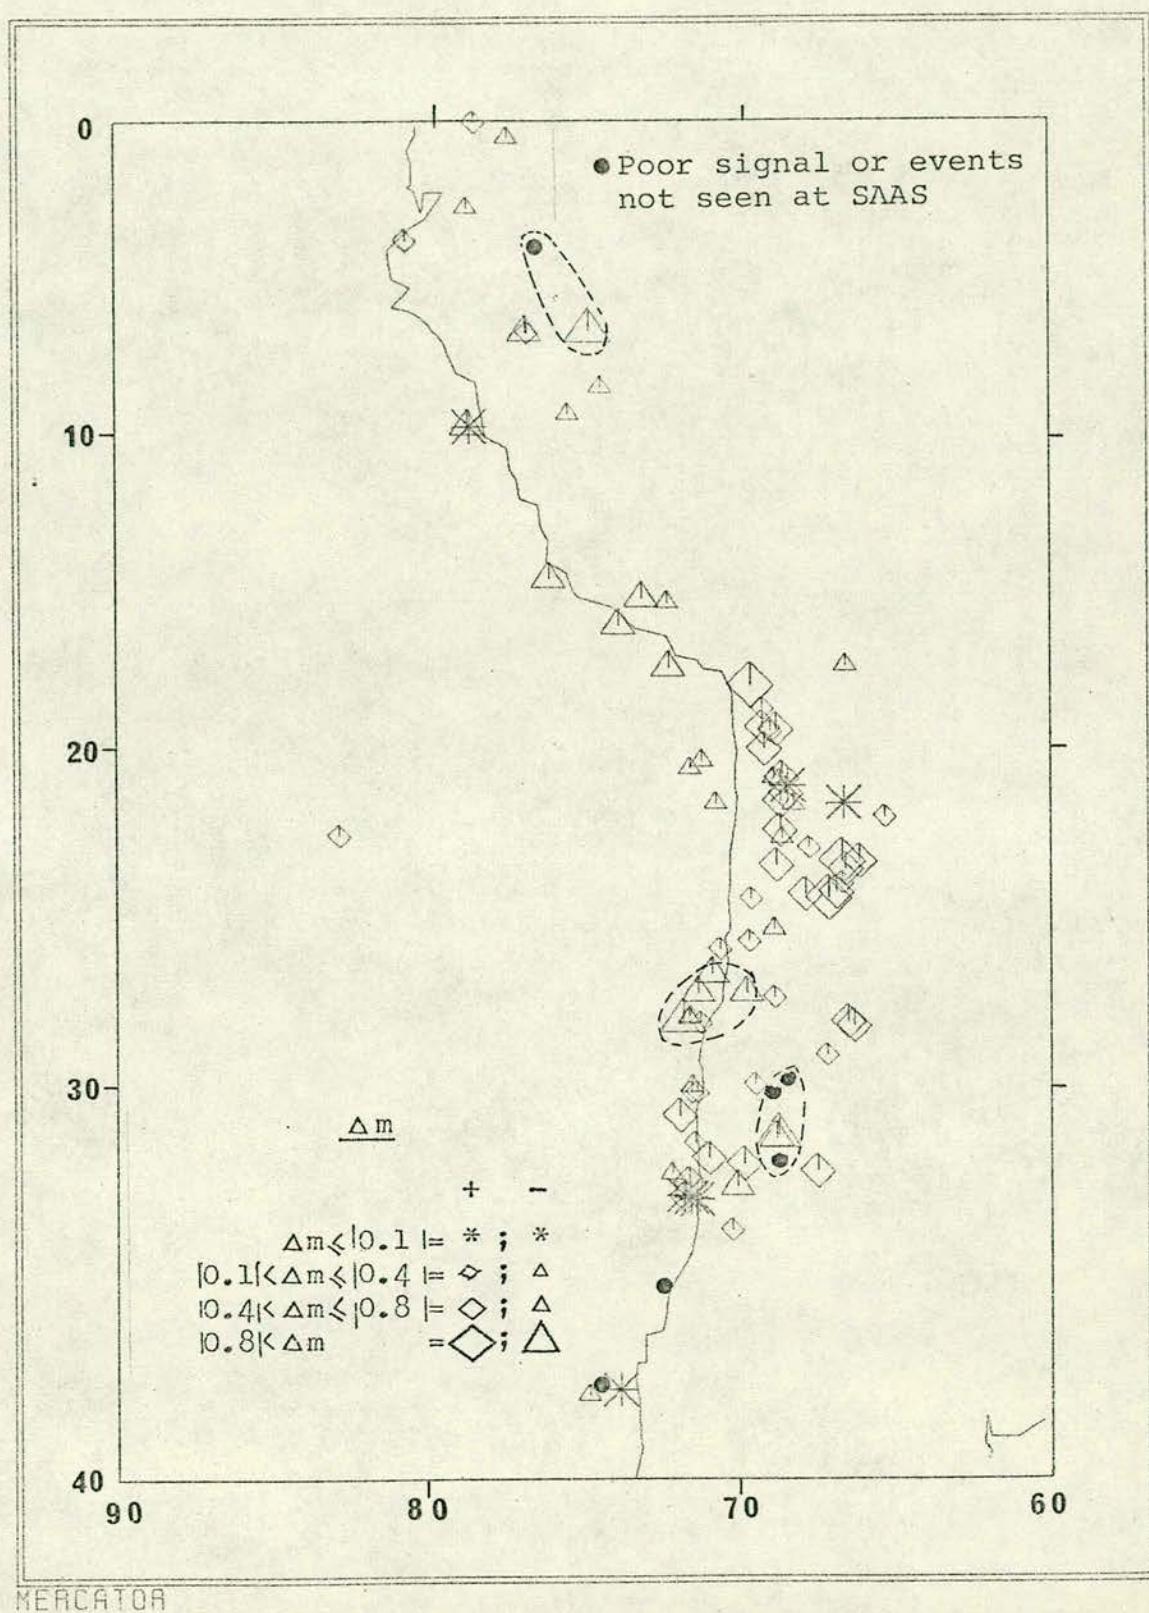 0
●Poor signal or events
not seen at SAAS
10
20
30
Δm
+ −
Δm⩽|0.1|= * ; *
|0.1|<Δm⩽|0.4|= ◇ ; △
|0.4|<Δm⩽|0.8|= ◇ ; △
|0.8|<Δm = ◇ ; △
40
90 80 70 60
MERCATOR